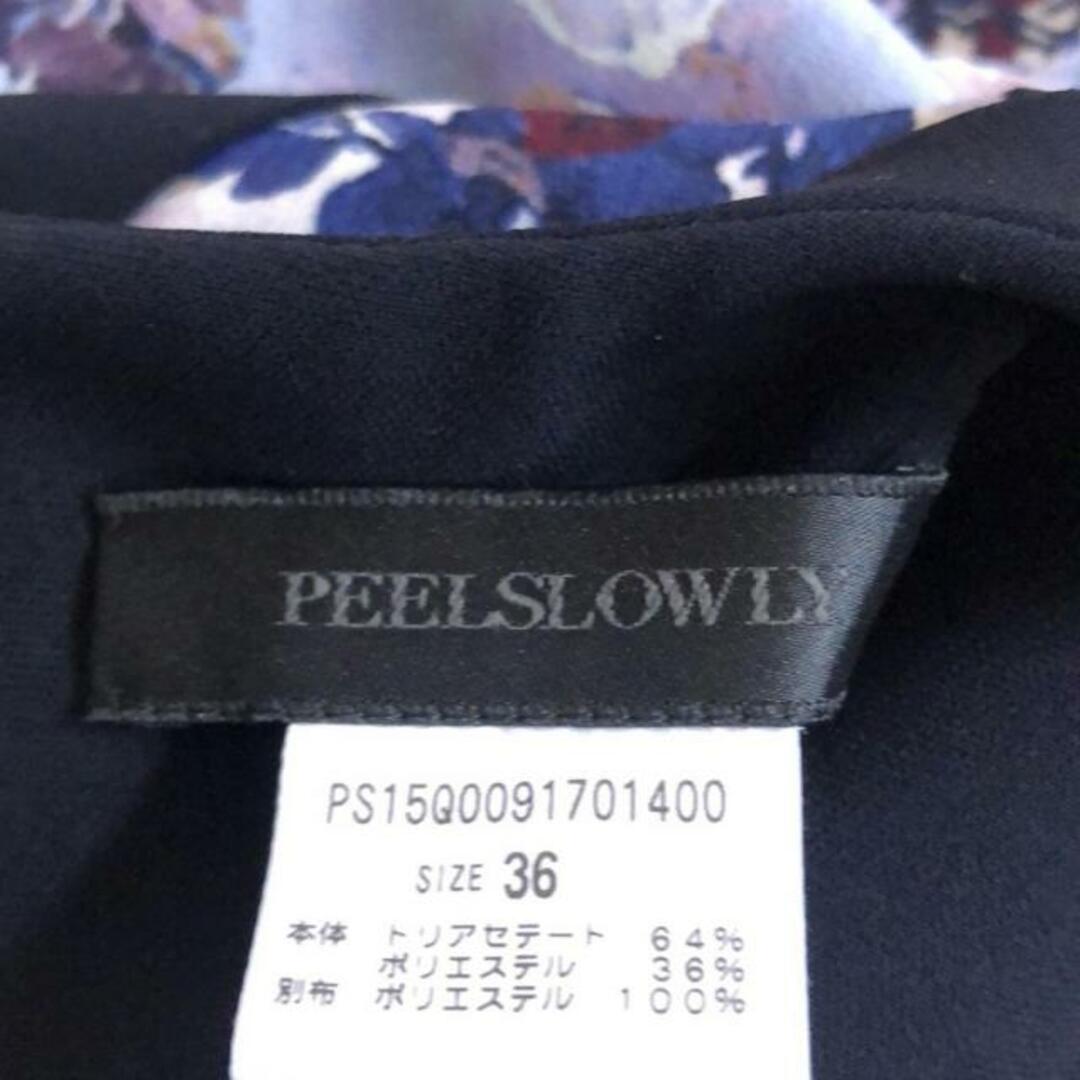 PEELSLOWLY
PS15Q0091701400
SIZE 36
本体 トリアセテート 64%
ポリエステル 36%
別布 ポリエステル 100%